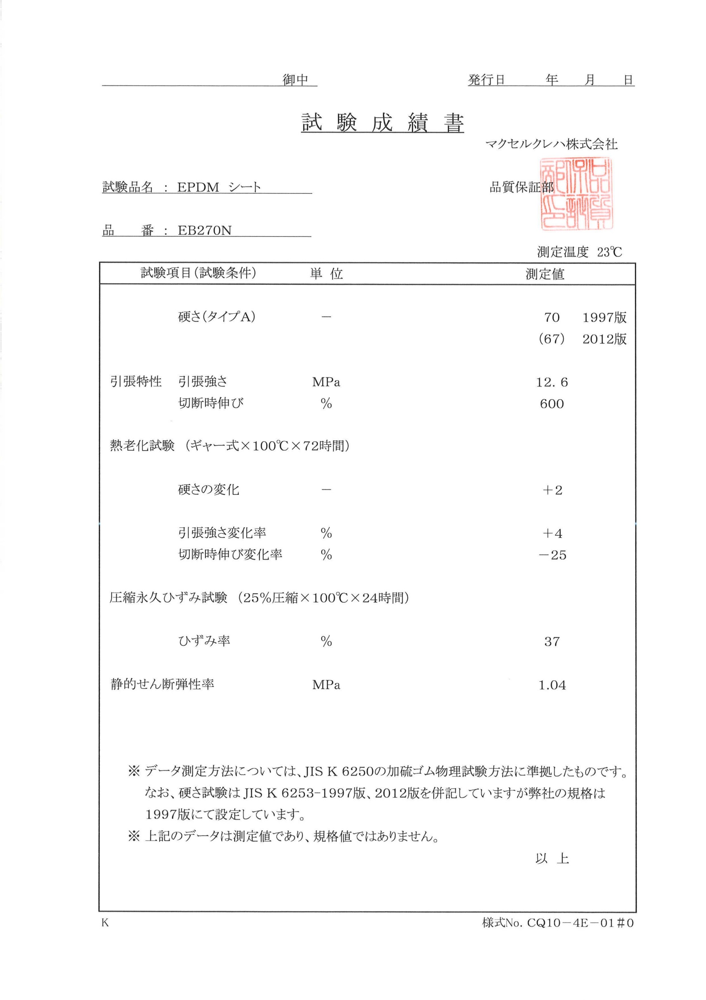 御中 発行日 年 月 日
試験成績書
マクセルクレハ株式会社
試験品名 : EPDM シート
品質保証部
品質保証部印
品 番 : EB270N
測定温度 23℃
試験項目(試験条件) 単位 測定値
硬さ(タイプA) － 70 1997版
(67) 2012版
引張特性 引張強さ MPa 12.6
切断時伸び % 600
熱老化試験 (ギャー式×100℃×72時間)
硬さの変化 － +2
引張強さ変化率 % +4
切断時伸び変化率 % －25
圧縮永久ひずみ試験 (25%圧縮×100℃×24時間)
ひずみ率 % 37
静的せん断弾性率 MPa 1.04
※ データ測定方法については、JIS K 6250の加硫ゴム物理試験方法に準拠したものです。
なお、硬さ試験は JIS K 6253-1997版、2012版を併記していますが弊社の規格は
1997版にて設定しています。
※ 上記のデータは測定値であり、規格値ではありません。
以 上
K 様式No. CQ10－4E－01#0